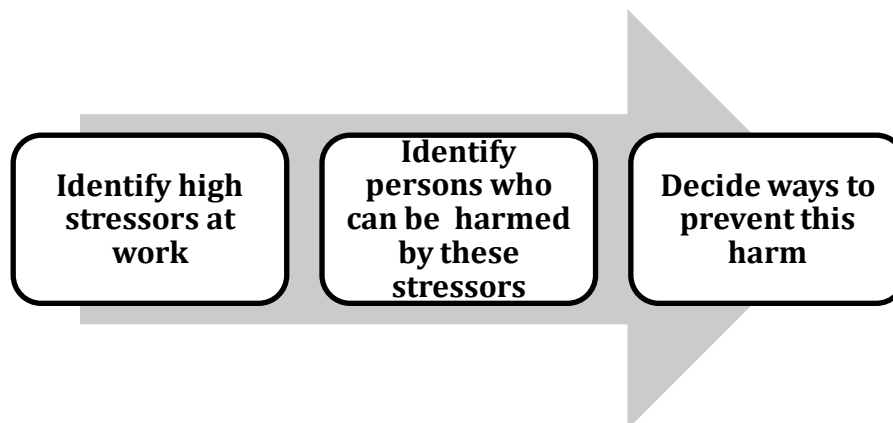 Identify high
stressors at
work
Identify
persons who
can be  harmed
by these
stressors
Decide ways to
prevent this
harm